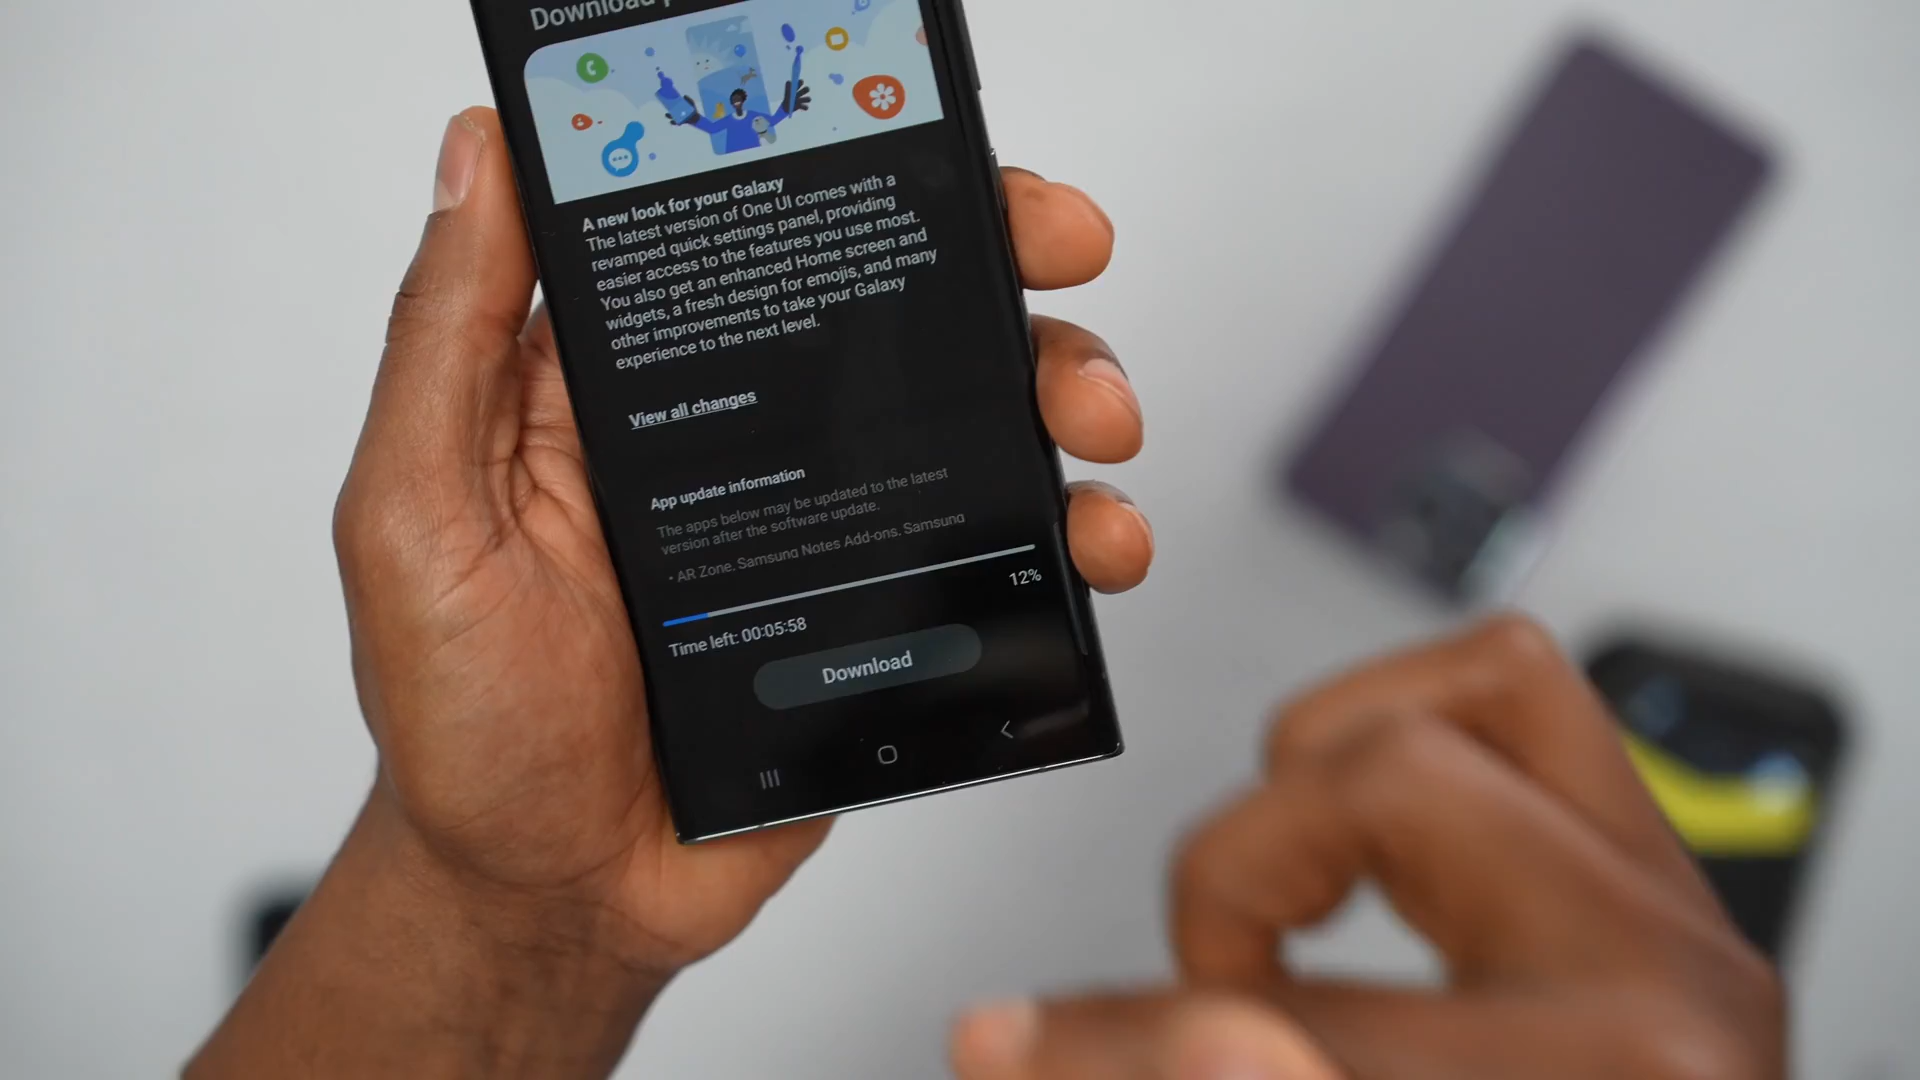 Download
A new look for your Galaxy
The latest version of One UI comes with a
revamped quick settings panel, providing
easier access to the features you use most.
You also get an enhanced Home screen and
widgets, a fresh design for emojis, and many
other improvements to take your Galaxy
experience to the next level.
View all changes
App update information
The apps below may be updated to the latest
version after the software update.
• AR Zone, Samsung Notes Add-ons, Samsung
12%
Time left: 00:05:58
Download